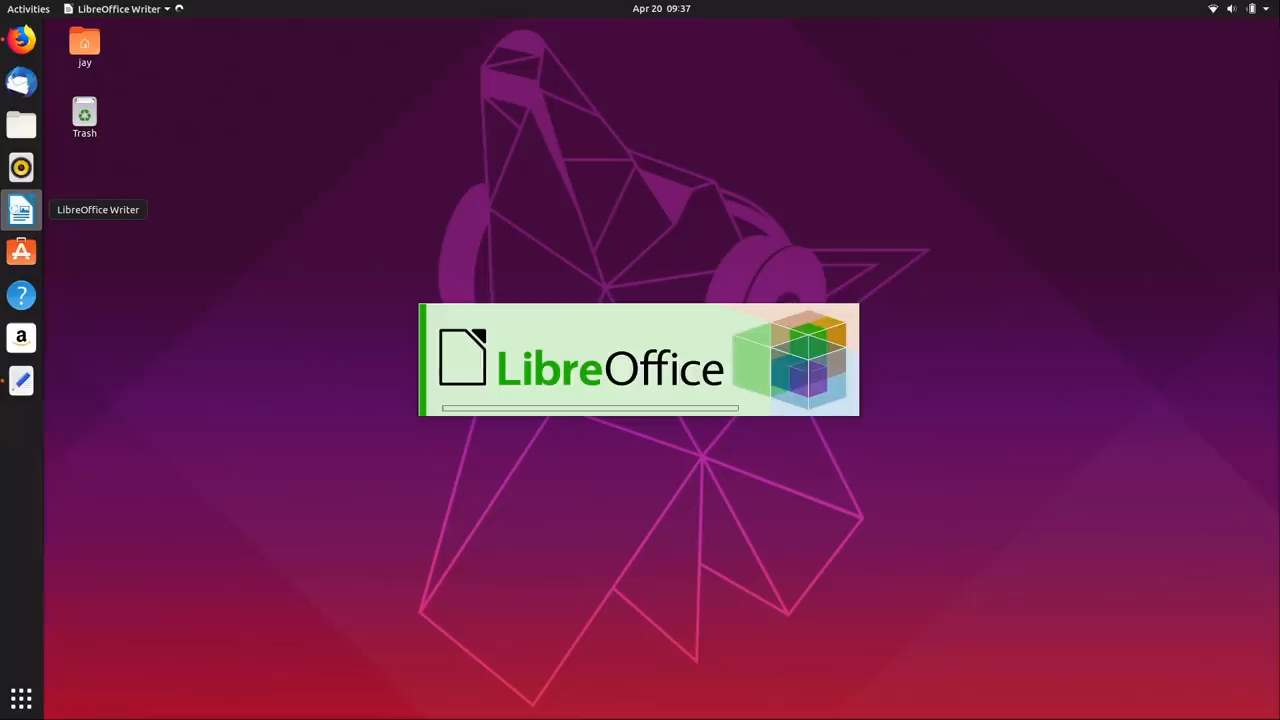 Activities
LibreOffice Writer
Apr 20 09:37
jay
Trash
LibreOffice Writer
LibreOffice